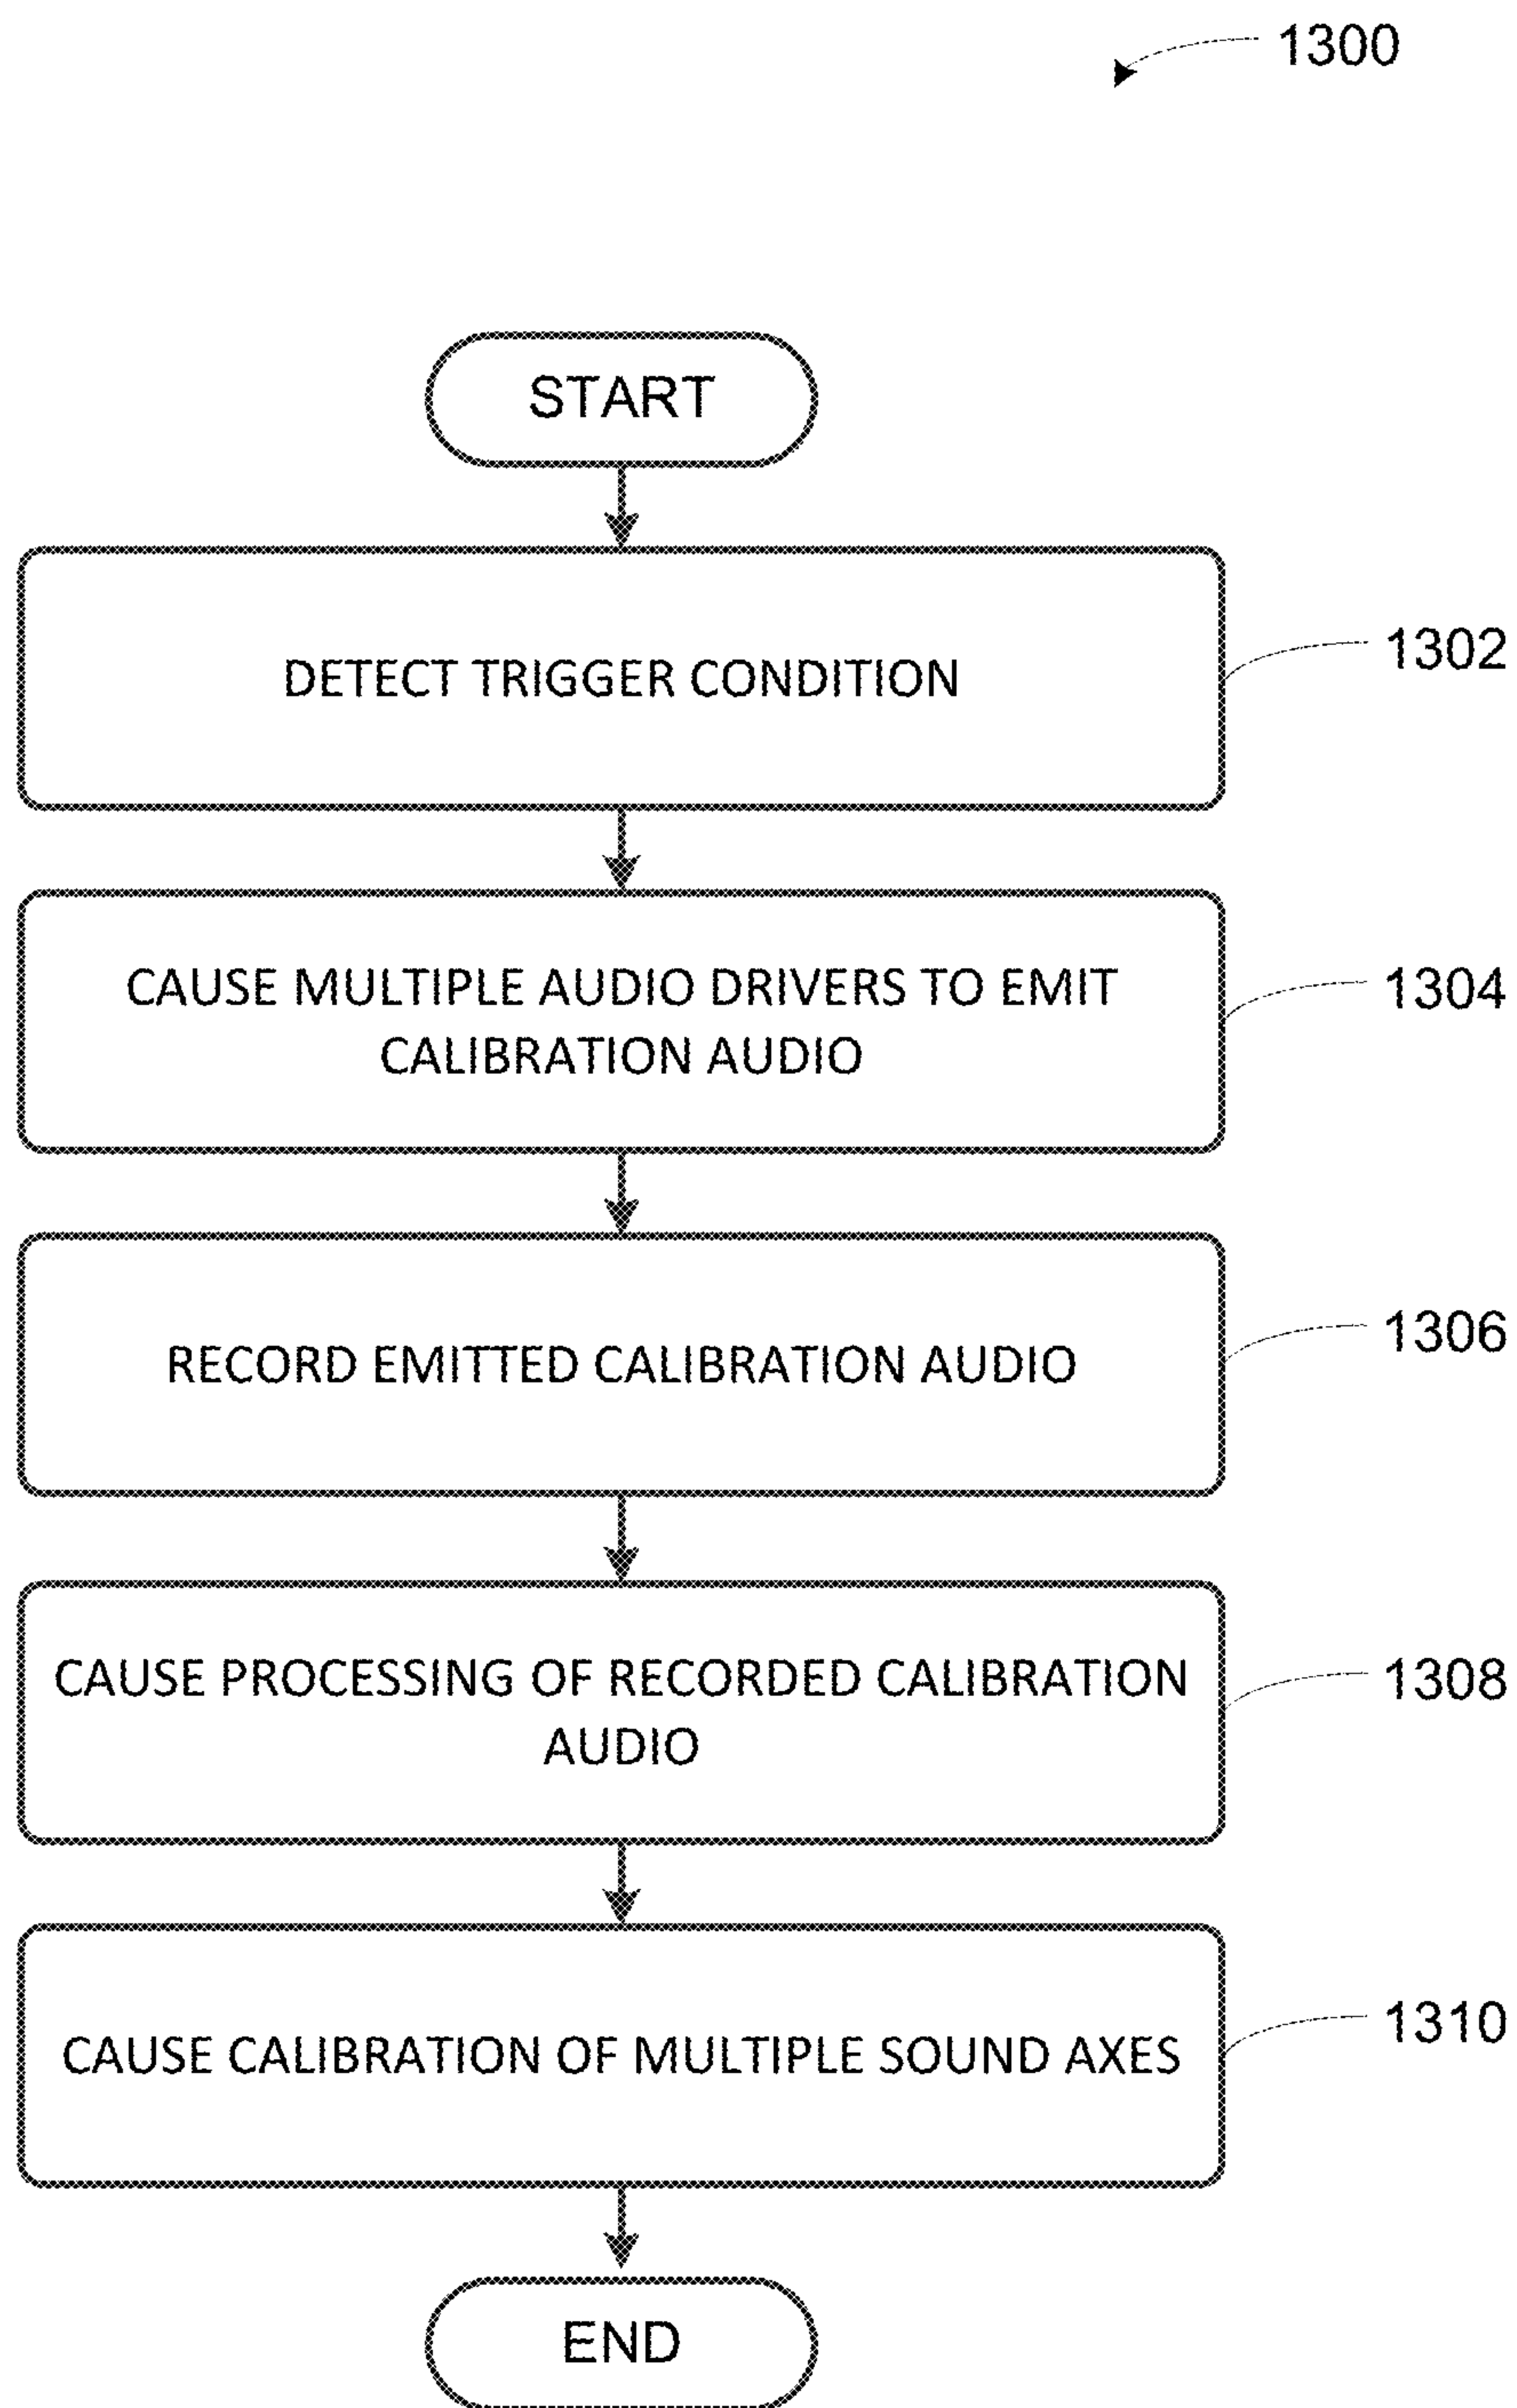 1300
START
DETECT TRIGGER CONDITION
1302
CAUSE MULTIPLE AUDIO DRIVERS TO EMIT
CALIBRATION AUDIO
1304
RECORD EMITTED CALIBRATION AUDIO
1306
CAUSE PROCESSING OF RECORDED CALIBRATION
AUDIO
1308
CAUSE CALIBRATION OF MULTIPLE SOUND AXES
1310
END